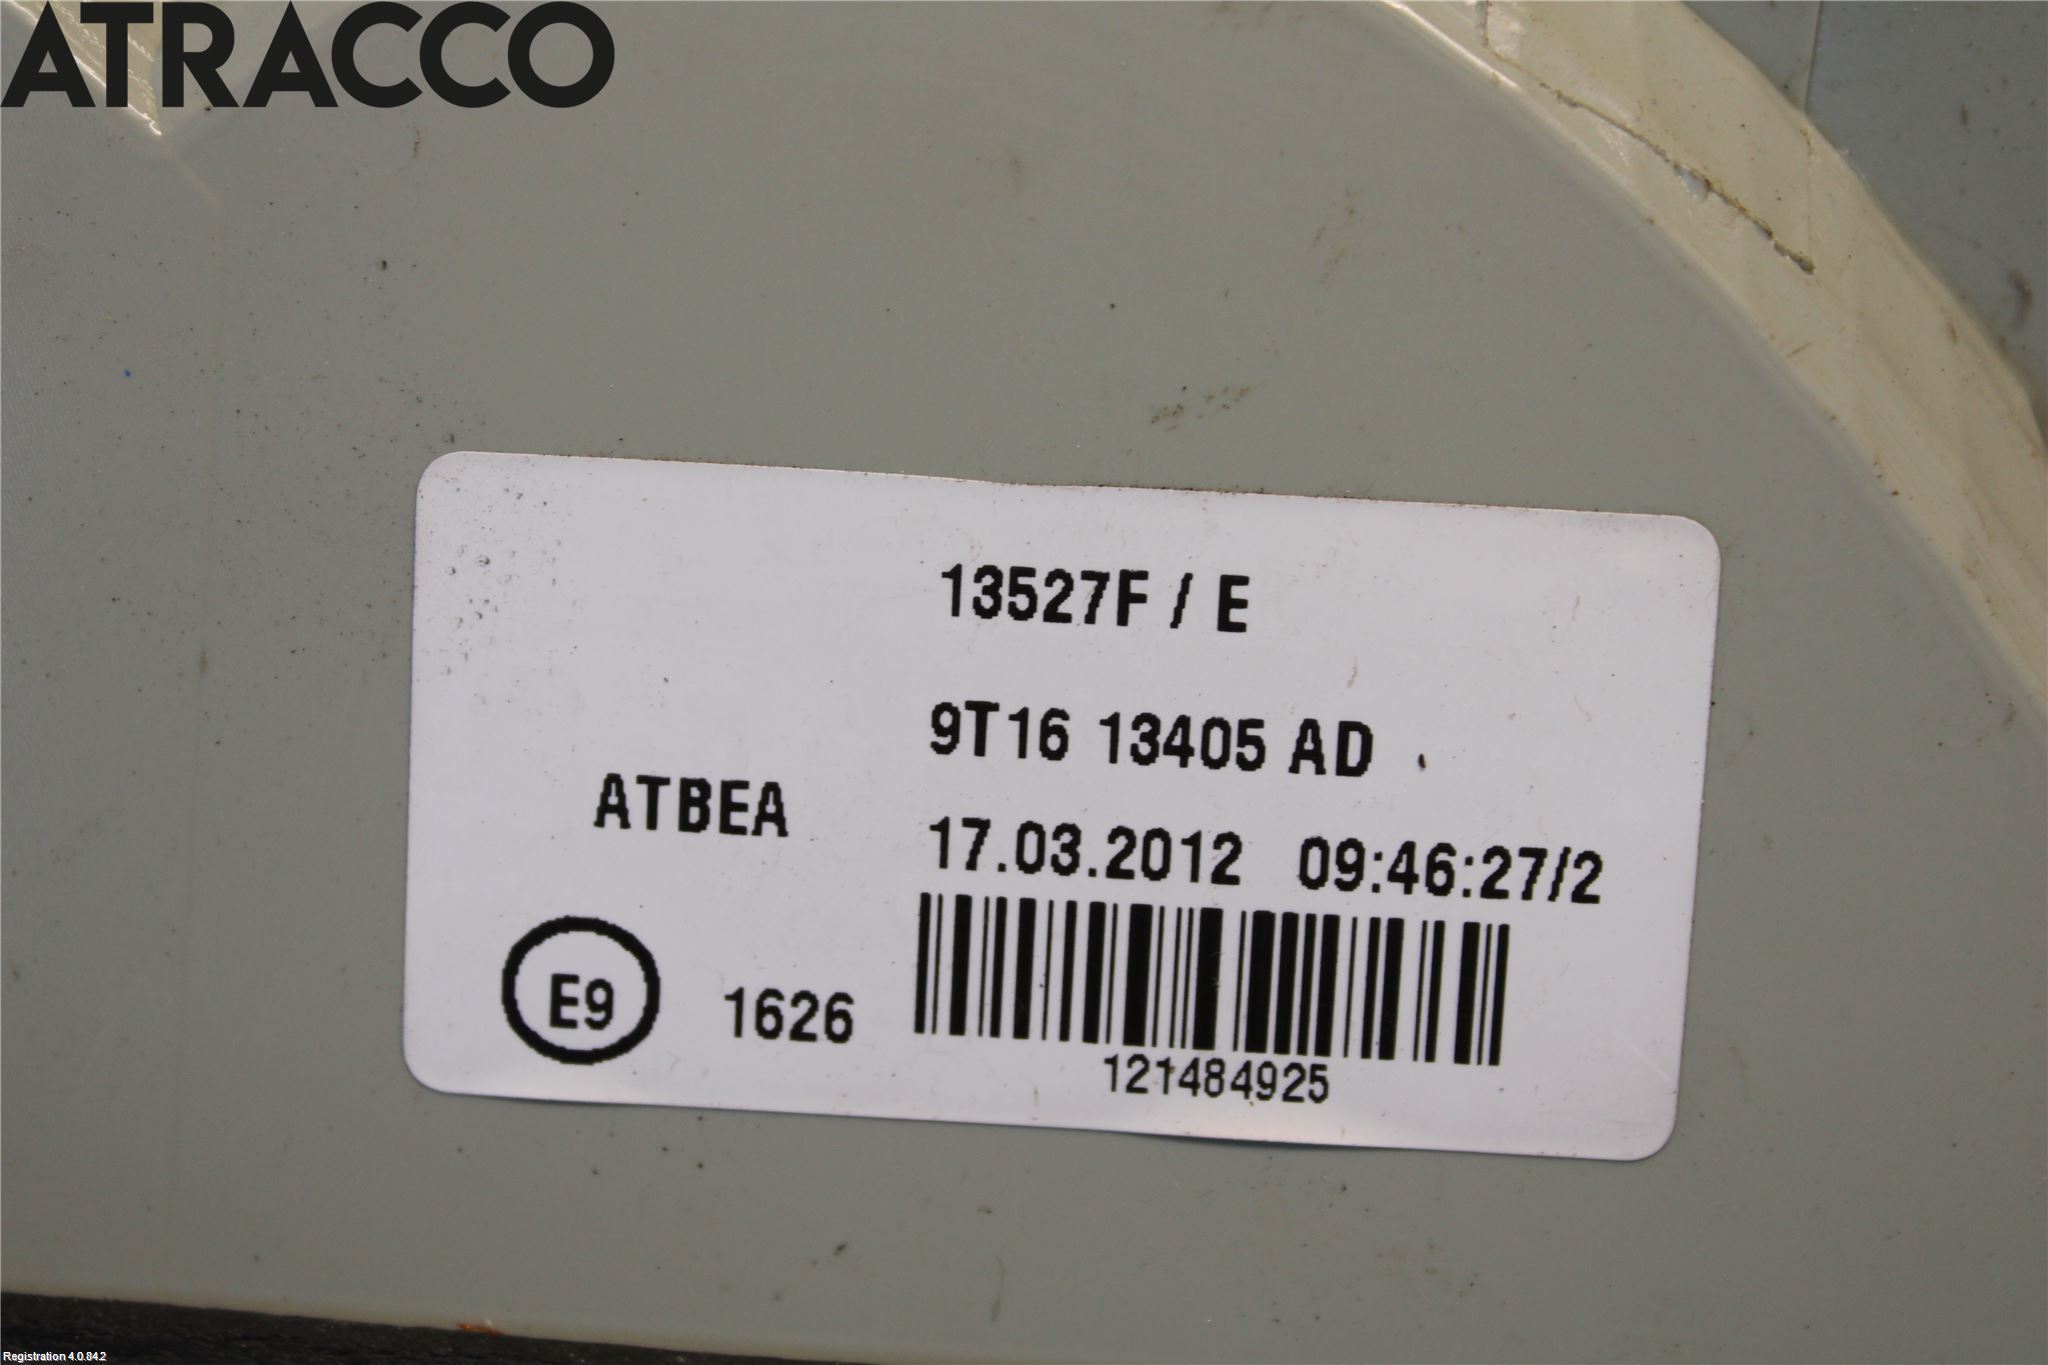 ATRACCO
13527F / E
9T16 13405 AD
ATBEA
17.03.2012 09:46:27/2
E9
1626
121484925
Registration 4.0.84.2